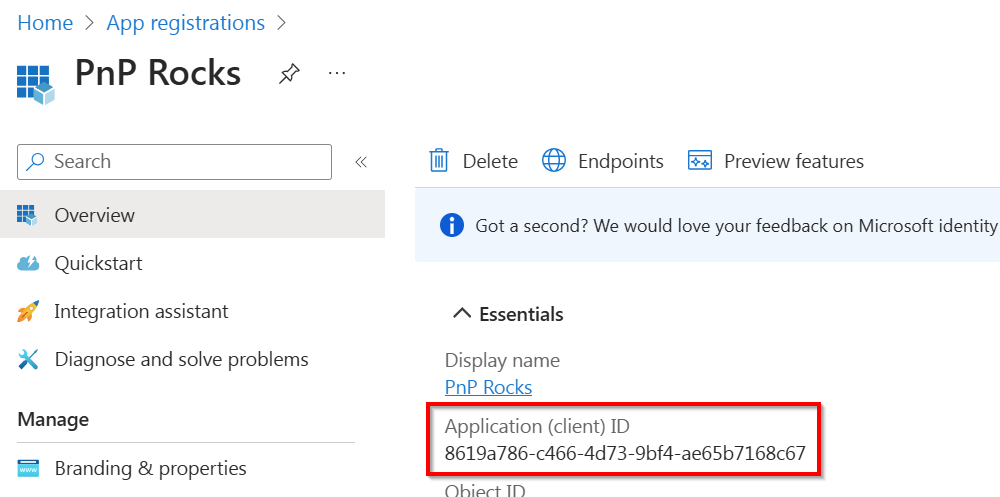 Home > App registrations >
PnP Rocks
Search
«
Overview
Quickstart
Integration assistant
Diagnose and solve problems
Manage
Branding & properties
Delete Endpoints Preview features
Got a second? We would love your feedback on Microsoft identity
Essentials
Display name
PnP Rocks
Application (client) ID
8619a786-c466-4d73-9bf4-ae65b7168c67
Object ID